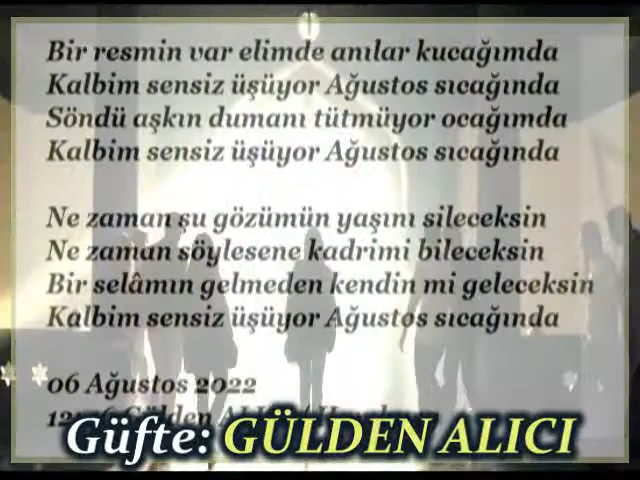 Bir resmin var elimde anılar kucağımda
Kalbim sensiz üşüyor Ağustos sıcağında
Söndü aşkın dumanı tütmüyor ocağımda
Kalbim sensiz üşüyor Ağustos sıcağında
Ne zaman şu gözümün yaşını sileceksin
Ne zaman söylesene kadrimi bileceksin
Bir selâmın gelmeden kendin mi geleceksin
Kalbim sensiz üşüyor Ağustos sıcağında
06 Ağustos 2022
Gülden
Güfte: GÜLDEN ALICI